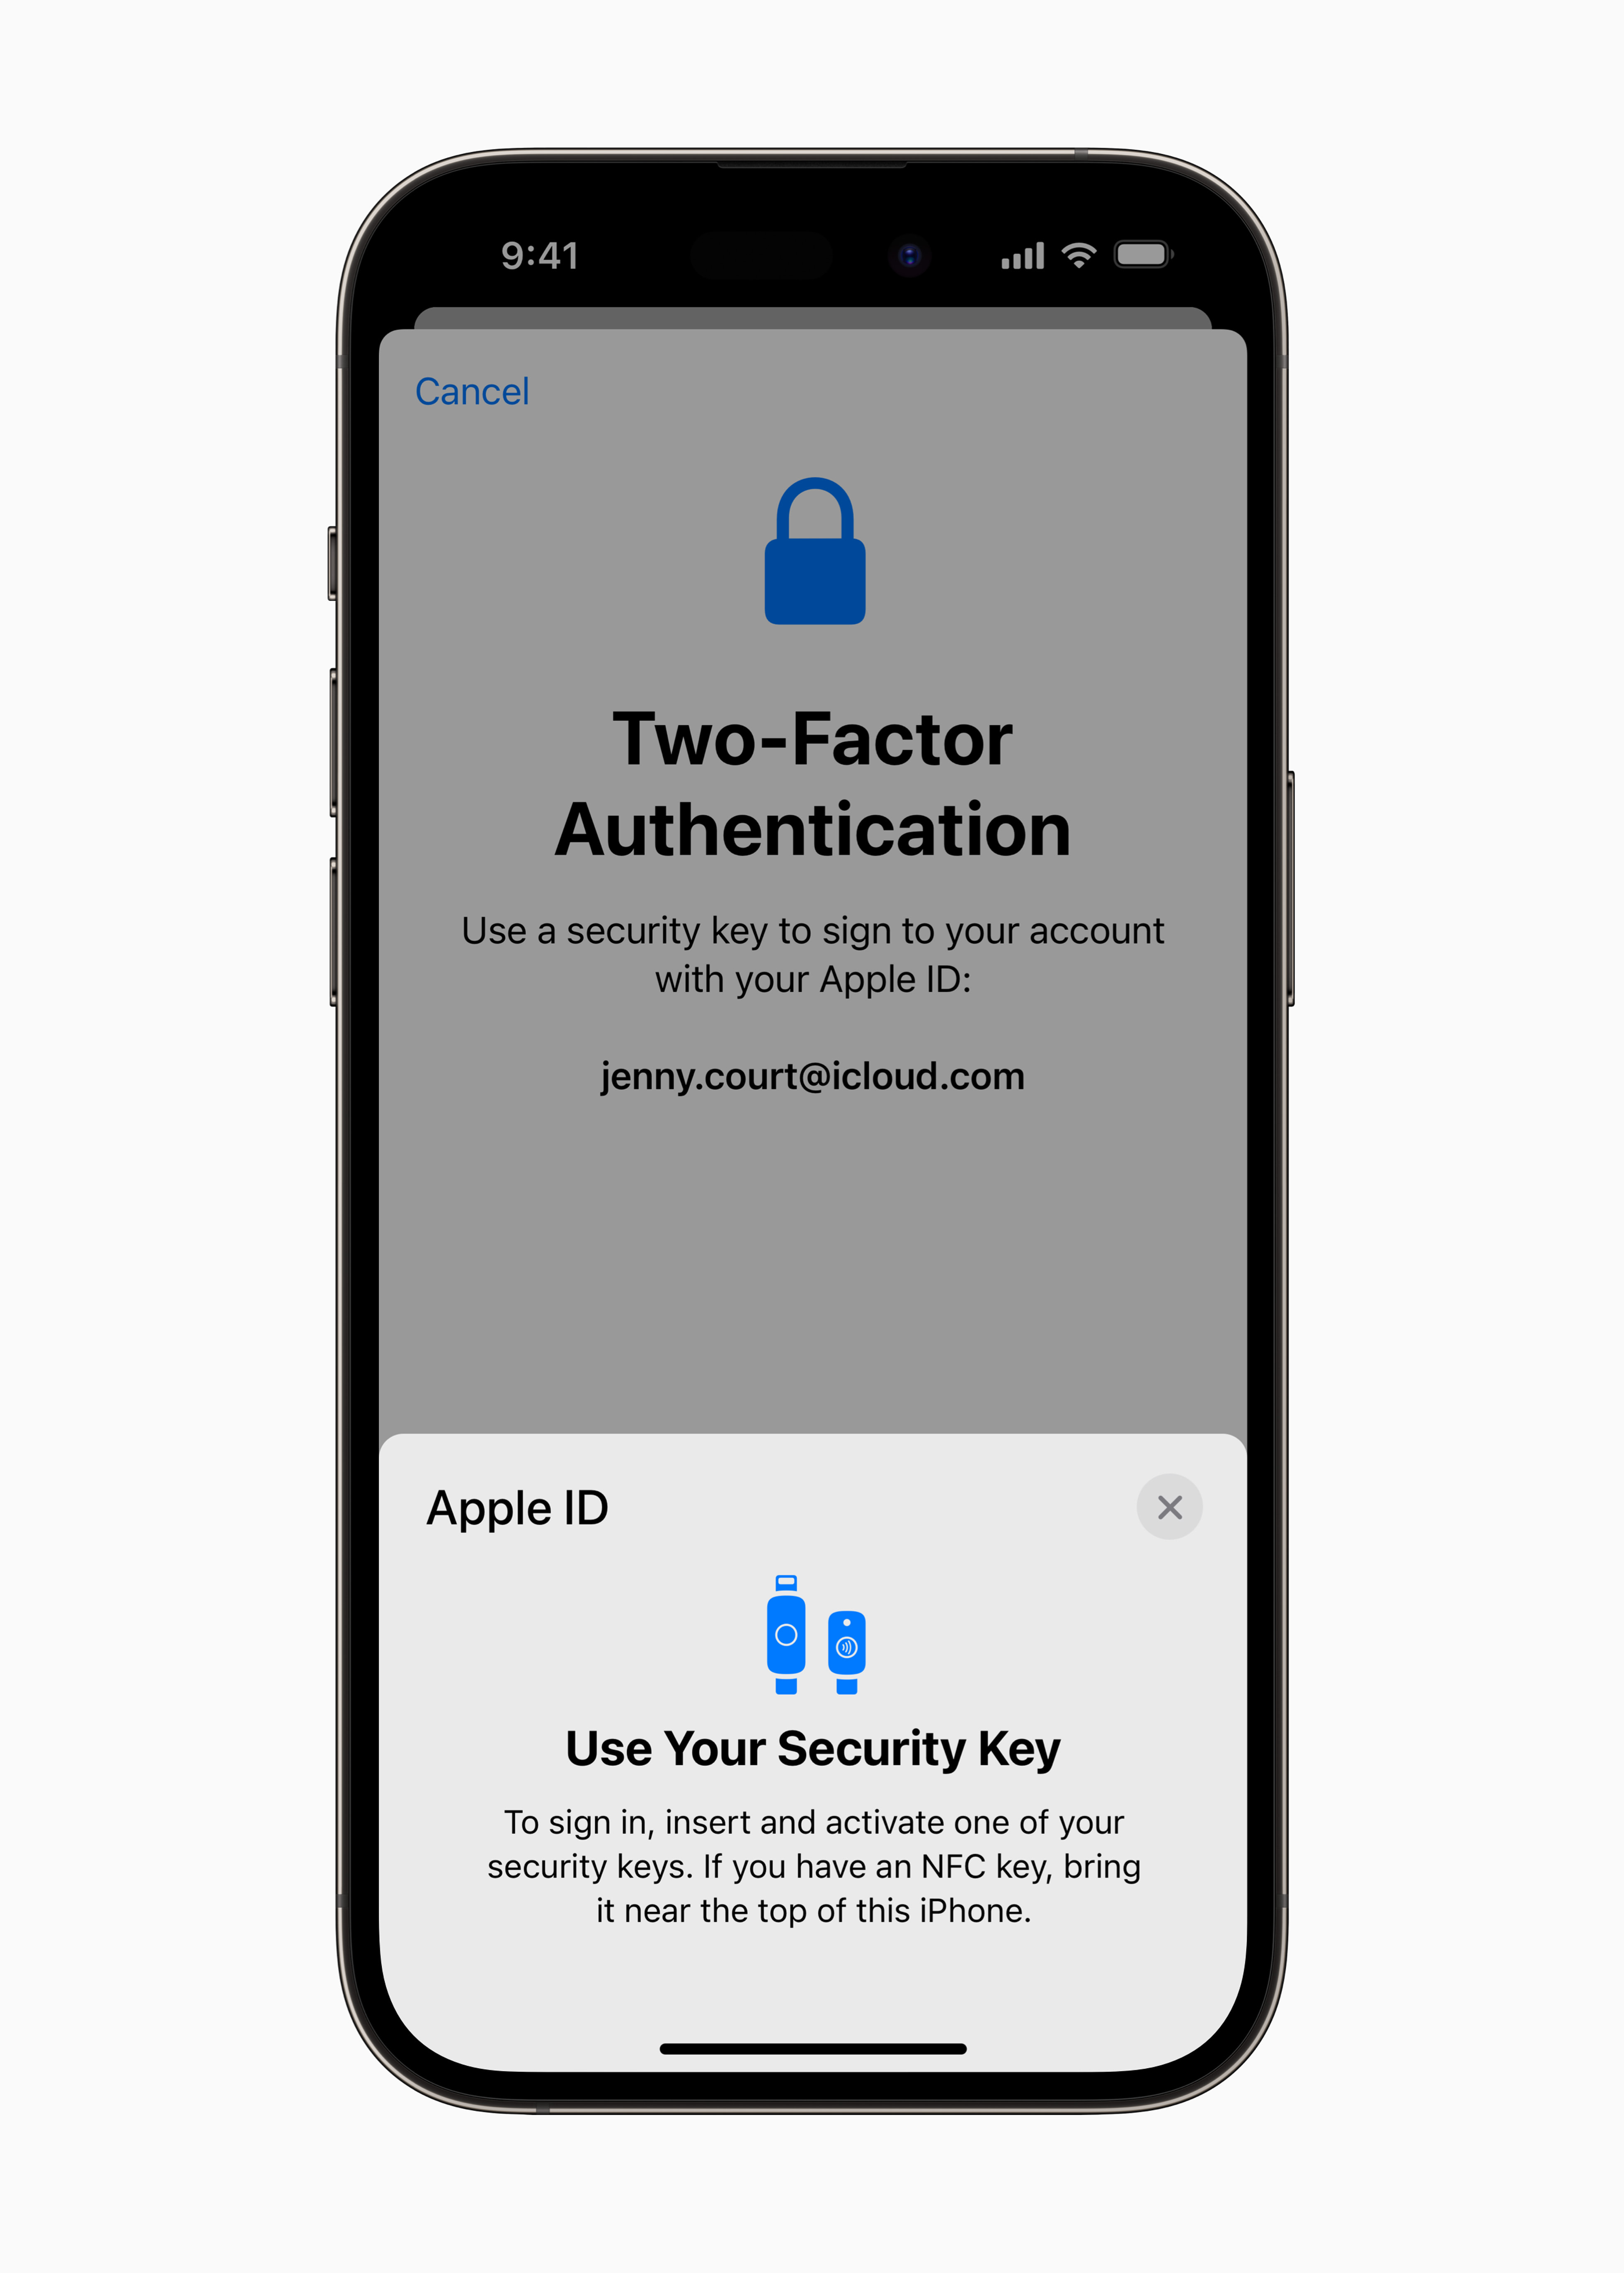 9:41
Cancel
Two-Factor
Authentication
Use a security key to sign to your account
with your Apple ID:
jenny.court@icloud.com
Apple ID
Use Your Security Key
To sign in, insert and activate one of your
security keys. If you have an NFC key, bring
it near the top of this iPhone.